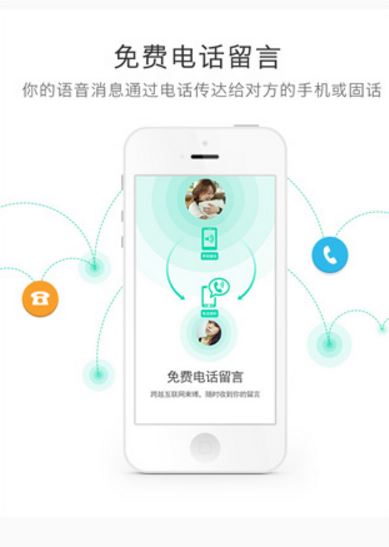 免费电话留言
你的语音消息通过电话传达给对方的手机或固话
免费电话留言
跨越互联网束缚。随时收到你的留言